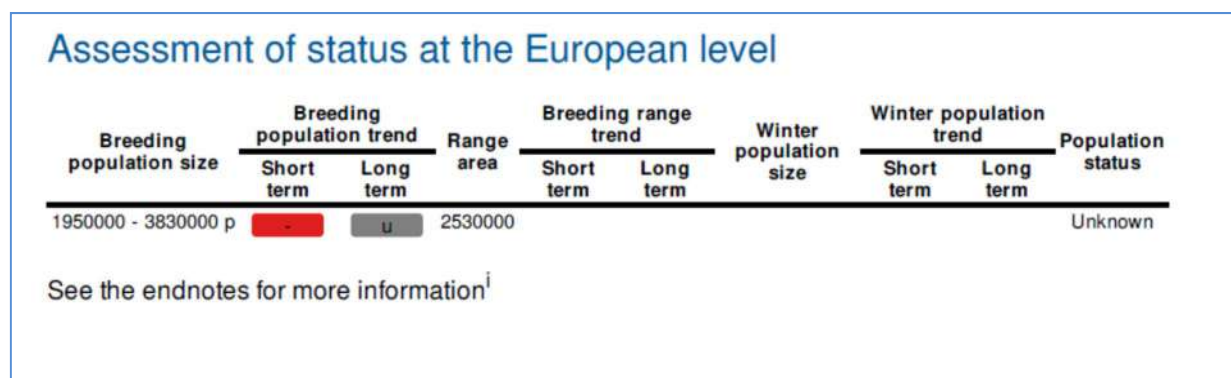 Assessment of status at the European level
Breeding population size
Breeding population trend
Range area
Breeding range trend
Winter population size
Winter population trend
Population status
Short term
Long term
Short term
Long term
Short term
Long term
1950000 - 3830000 p - u 2530000 Unknown
See the endnotes for more information i